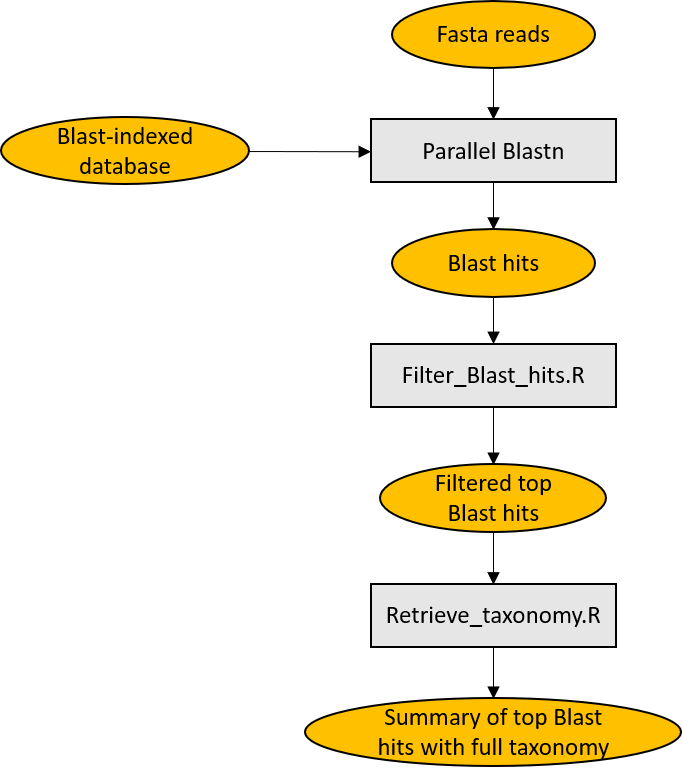 Fasta reads
Blast-indexed
database
Parallel Blastn
Blast hits
Filter_Blast_hits.R
Filtered top
Blast hits
Retrieve_taxonomy.R
Summary of top Blast
hits with full taxonomy